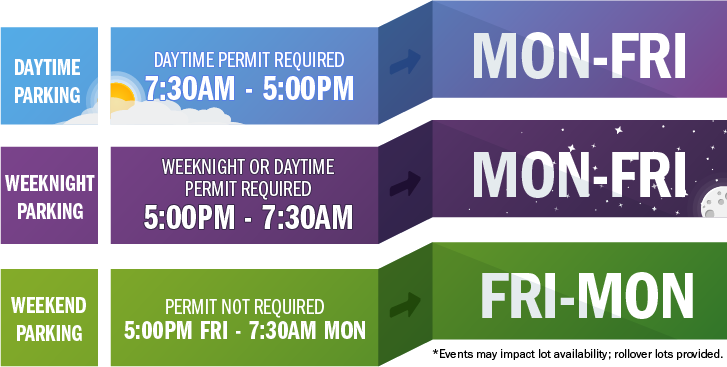 DAYTIME
PARKING
DAYTIME PERMIT REQUIRED
7:30AM - 5:00PM
MON-FRI
WEEKNIGHT
PARKING
WEEKNIGHT OR DAYTIME
PERMIT REQUIRED
5:00PM - 7:30AM
MON-FRI
WEEKEND
PARKING
PERMIT NOT REQUIRED
5:00PM FRI - 7:30AM MON
FRI-MON
*Events may impact lot availability; rollover lots provided.